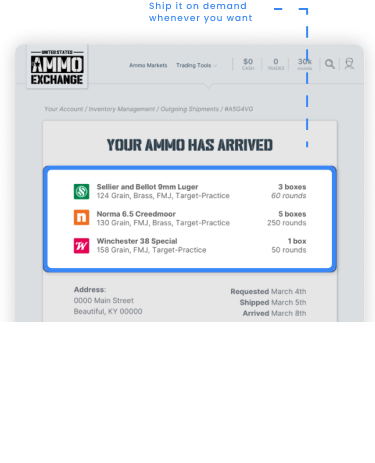 Ship it on demand
whenever you want
UNITED STATES
AMMO
EXCHANGE
Ammo Markets Trading Tools
$0 CASH
0 TRADES
30k rounds
Your Account / Inventory Management / Outgoing Shipments / #A5G4VG
YOUR AMMO HAS ARRIVED
Sellier and Bellot 9mm Luger 3 boxes
124 Grain, Brass, FMJ, Target-Practice 60 rounds
n
Norma 6.5 Creedmoor 5 boxes
130 Grain, FMJ, Brass, Target-Practice 250 rounds
W
Winchester 38 Special 1 box
158 Grain, FMJ, Target-Practice 50 rounds
Address:
0000 Main Street
Beautiful, KY 00000
Requested March 4th
Shipped March 5th
Arrived March 8th